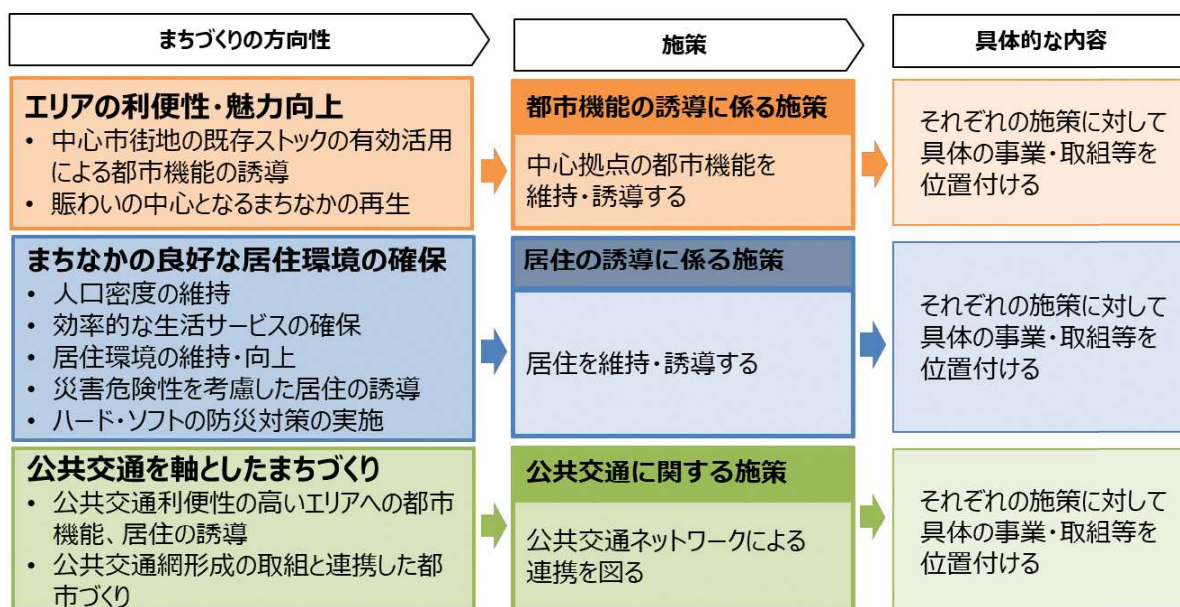 まちづくりの方向性
施策
具体的な内容
エリアの利便性・魅力向上
• 中心市街地の既存ストックの有効活用
による都市機能の誘導
• 賑わいの中心となるまちなかの再生
都市機能の誘導に係る施策
中心拠点の都市機能を
維持・誘導する
それぞれの施策に対して
具体の事業・取組等を
位置付ける
まちなかの良好な居住環境の確保
• 人口密度の維持
• 効率的な生活サービスの確保
• 居住環境の維持・向上
• 災害危険性を考慮した居住の誘導
• ハード・ソフトの防災対策の実施
居住の誘導に係る施策
居住を維持・誘導する
それぞれの施策に対して
具体の事業・取組等を
位置付ける
公共交通を軸としたまちづくり
• 公共交通利便性の高いエリアへの都市
機能、居住の誘導
• 公共交通網形成の取組と連携した都
市づくり
公共交通に関する施策
公共交通ネットワークによる
連携を図る
それぞれの施策に対して
具体の事業・取組等を
位置付ける